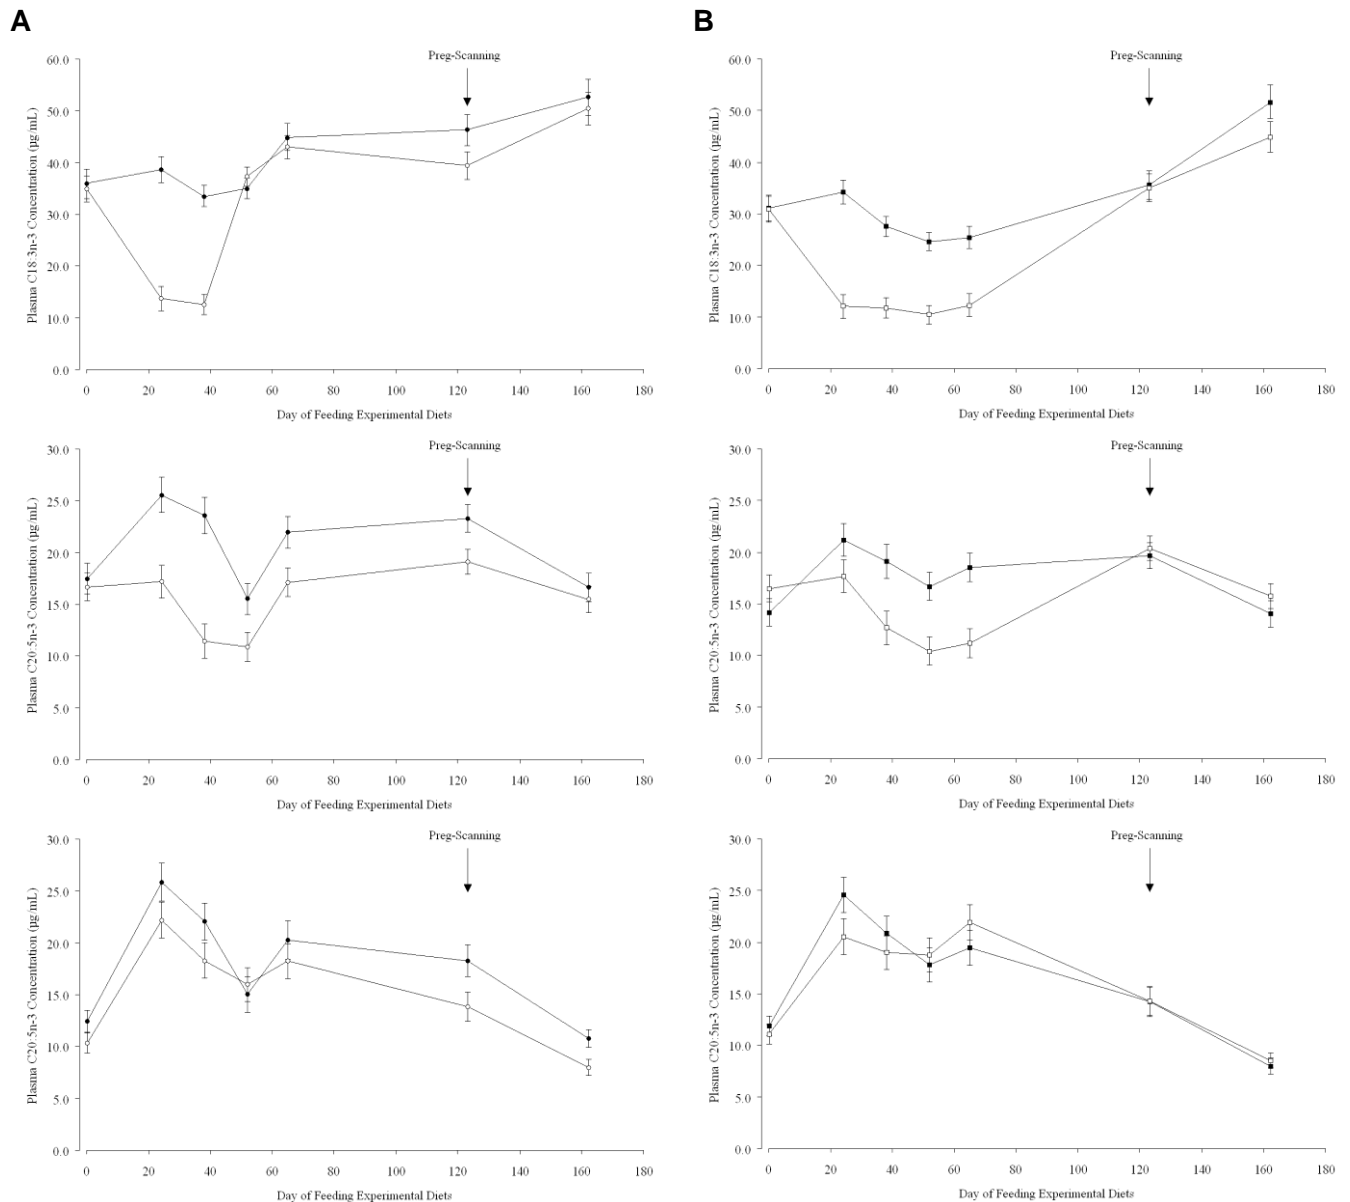 A
B
Preg-Scanning
60.0
50.0
40.0
30.0
20.0
10.0
0.0
Plasma C18:3n-3 Concentration (µg/mL)
0 20 40 60 80 100 120 140 160 180
Day of Feeding Experimental Diets
Preg-Scanning
60.0
50.0
40.0
30.0
20.0
10.0
0.0
Plasma C18:3n-3 Concentration (µg/mL)
0 20 40 60 80 100 120 140 160 180
Day of Feeding Experimental Diets
Preg-Scanning
30.0
25.0
20.0
15.0
10.0
5.0
0.0
Plasma C20:5n-3 Concentration (µg/mL)
0 20 40 60 80 100 120 140 160 180
Day of Feeding Experimental Diets
Preg-Scanning
30.0
25.0
20.0
15.0
10.0
5.0
0.0
Plasma C20:5n-3 Concentration (µg/mL)
0 20 40 60 80 100 120 140 160 180
Day of Feeding Experimental Diets
Preg-Scanning
30.0
25.0
20.0
15.0
10.0
5.0
0.0
Plasma C20:5n-3 Concentration (µg/mL)
0 20 40 60 80 100 120 140 160 180
Day of Feeding Experimental Diets
Preg-Scanning
30.0
25.0
20.0
15.0
10.0
5.0
0.0
Plasma C20:5n-3 Concentration (µg/mL)
0 20 40 60 80 100 120 140 160 180
Day of Feeding Experimental Diets